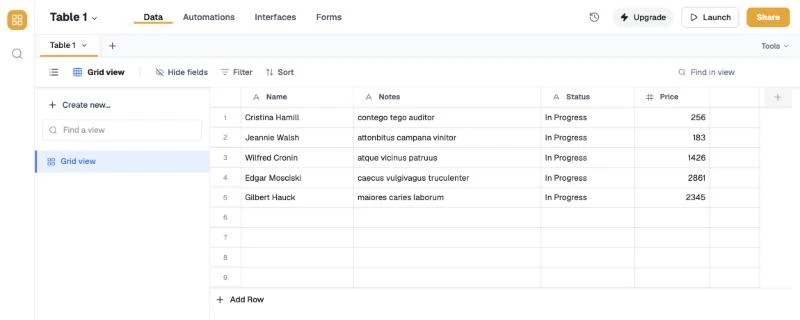 Table 1
Data
Automations
Interfaces
Forms
Upgrade
Launch
Share
Table 1
Tools
Grid view
Hide fields
Filter
Sort
Find in view
Create new...
Find a view
Grid view
A Name A Notes A Status # Price
1 Cristina Hamill contego tego auditor In Progress 256
2 Jeannie Walsh attonbitus campana vinitor In Progress 183
3 Wilfred Cronin atque vicinus patruus In Progress 1426
4 Edgar Mosciski caecus vulgivagus truculenter In Progress 2861
5 Gilbert Hauck maiores caries laborum In Progress 2345
6
7
8
9
+ Add Row